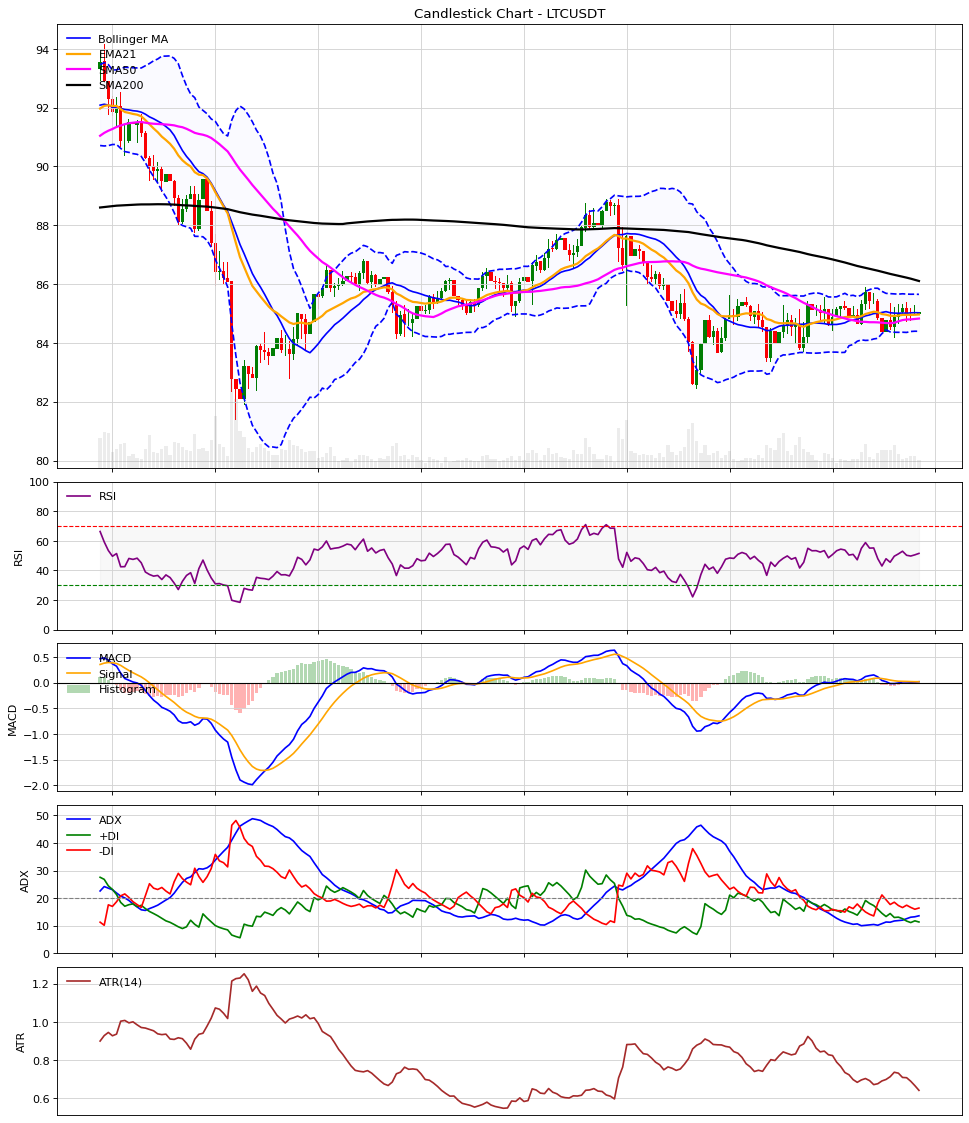 Candlestick Chart - LTCUSDT
Bollinger MA
EMA21
SMA50
SMA200
94
92
90
88
86
84
82
80
RSI
100
80
60
40
20
0
RSI
MACD
Signal
Histogram
0.5
0.0
−0.5
−1.0
−1.5
−2.0
MACD
ADX
+DI
-DI
50
40
30
20
10
0
ADX
ATR(14)
1.2
1.0
0.8
0.6
ATR